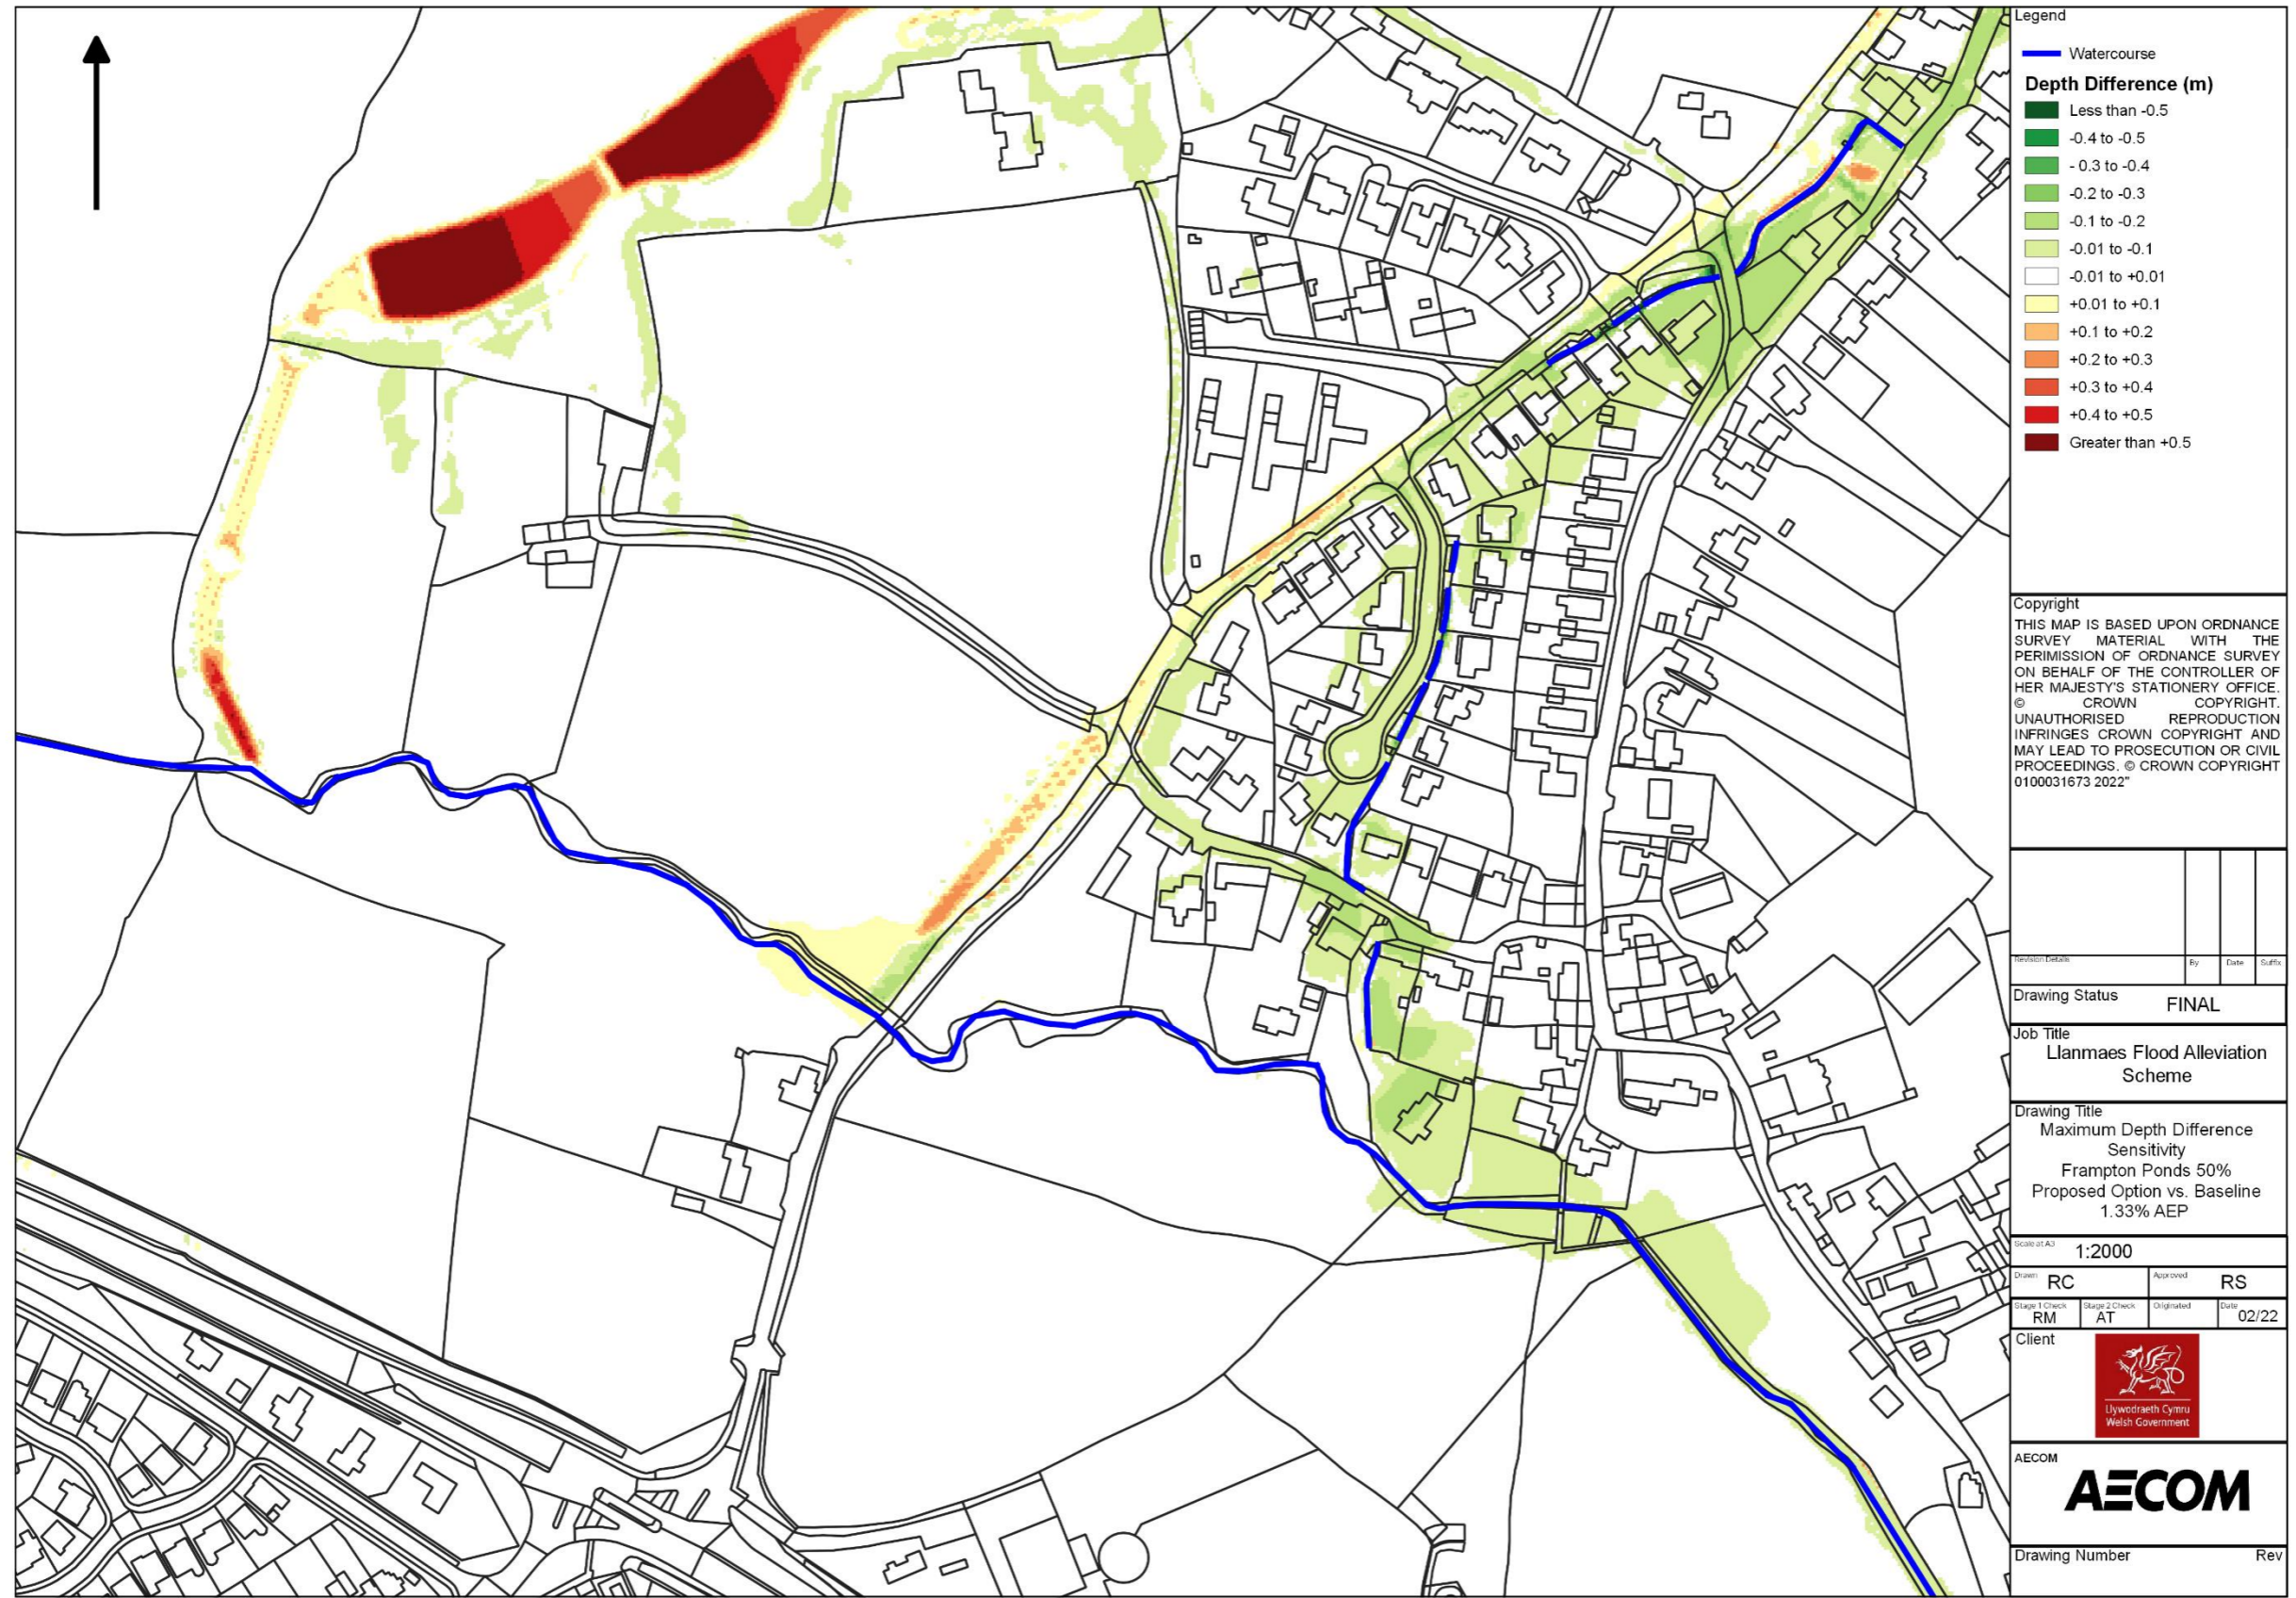 Legend
Watercourse
Depth Difference (m)
Less than -0.5
-0.4 to -0.5
- 0.3 to -0.4
-0.2 to -0.3
-0.1 to -0.2
-0.01 to -0.1
-0.01 to +0.01
+0.01 to +0.1
+0.1 to +0.2
+0.2 to +0.3
+0.3 to +0.4
+0.4 to +0.5
Greater than +0.5
Copyright
THIS MAP IS BASED UPON ORDNANCE
SURVEY MATERIAL WITH THE
PERIMISSION OF ORDNANCE SURVEY
ON BEHALF OF THE CONTROLLER OF
HER MAJESTY'S STATIONERY OFFICE.
© CROWN COPYRIGHT.
UNAUTHORISED REPRODUCTION
INFRINGES CROWN COPYRIGHT AND
MAY LEAD TO PROSECUTION OR CIVIL
PROCEEDINGS. © CROWN COPYRIGHT
0100031673 2022"
Revision Details By Date Suffix
Drawing Status FINAL
Job Title
Llanmaes Flood Alleviation
Scheme
Drawing Title
Maximum Depth Difference
Sensitivity
Frampton Ponds 50%
Proposed Option vs. Baseline
1.33% AEP
Scale at A3 1:2000
Drawn RC Approved RS
Stage 1 Check RM Stage 2 Check AT Originated Date 02/22
Client
Llywodraeth Cymru
Welsh Government
AECOM
AECOM
Drawing Number Rev